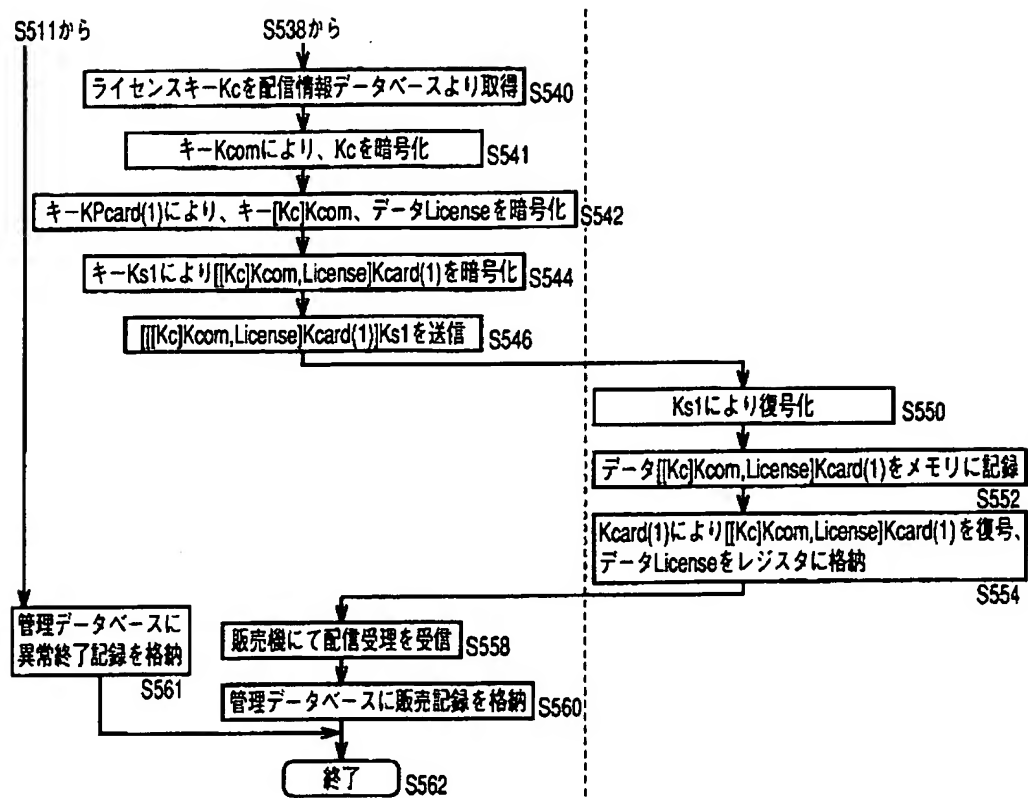 S511から
S538から
ライセンスキーKcを配信情報データベースより取得
S540
キーKcomにより、Kcを暗号化
S541
キーKPcard(1)により、キー[Kc]Kcom、データLicenseを暗号化
S542
キーKs1により[[Kc]Kcom,License]Kcard(1)を暗号化
S544
[[[Kc]Kcom,License]Kcard(1)]Ks1を送信
S546
Ks1により復号化
S550
データ[[Kc]Kcom,License]Kcard(1)をメモリに記録
S552
Kcard(1)により[[Kc]Kcom,License]Kcard(1)を復号、
データLicenseをレジスタに格納
S554
管理データベースに
異常終了記録を格納
S561
販売機にて配信受理を受信
S558
管理データベースに販売記録を格納
S560
終了
S562